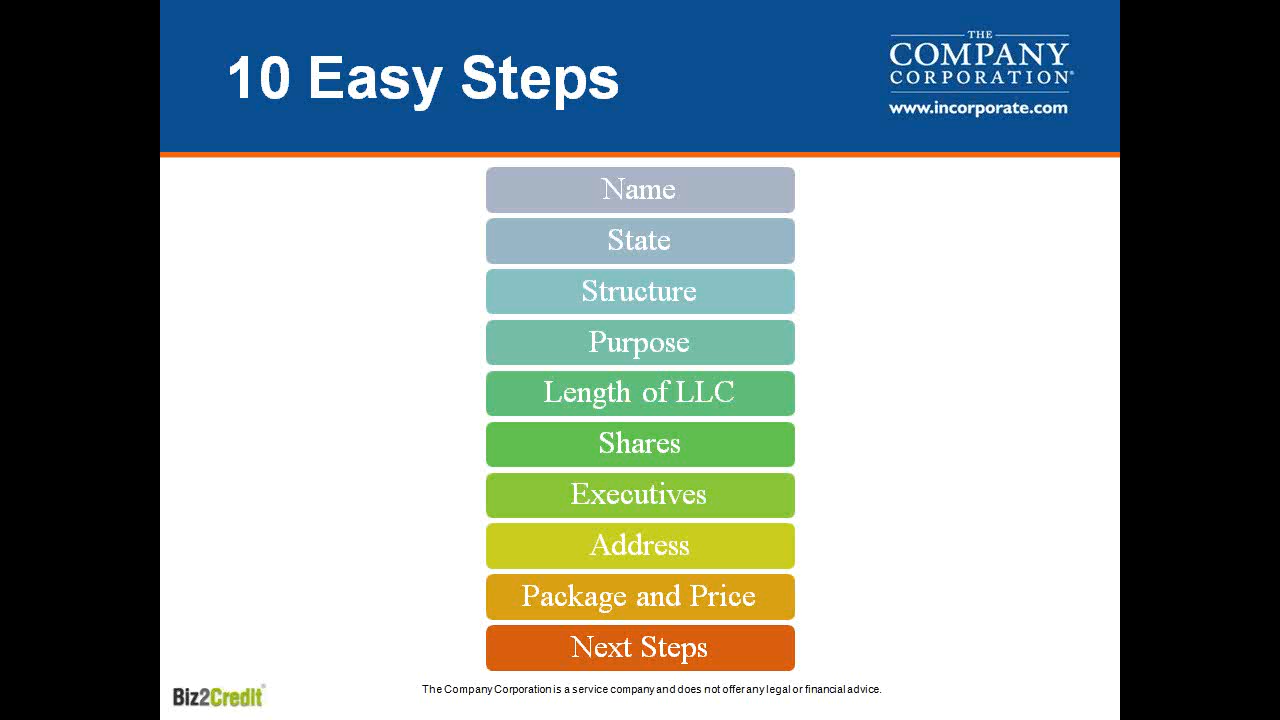 10 Easy Steps
THE
COMPANY
CORPORATION®
www.incorporate.com
Name
State
Structure
Purpose
Length of LLC
Shares
Executives
Address
Package and Price
Next Steps
Biz2Credit®
The Company Corporation is a service company and does not offer any legal or financial advice.